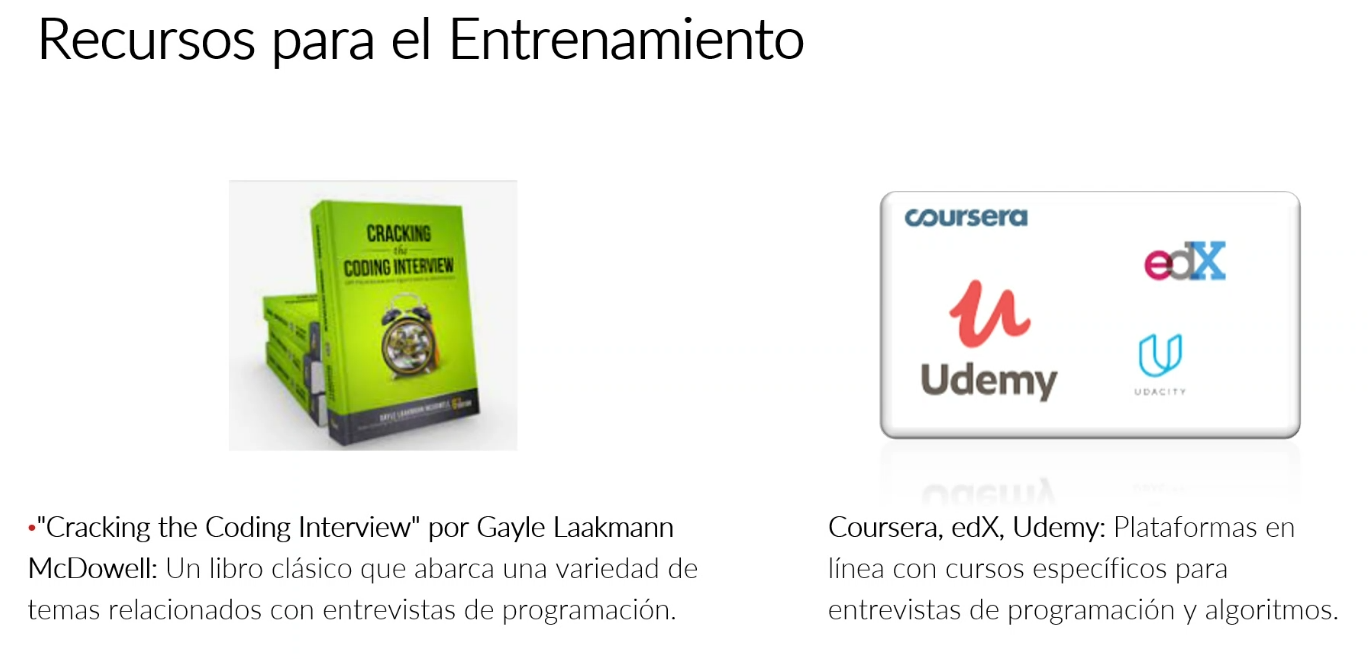 Recursos para el Entrenamiento
CRACKING
the
CODING INTERVIEW
GAYLE LAAKMANN MCDOWELL
coursera
edX
Udemy
UDACITY
•"Cracking the Coding Interview" por Gayle Laakmann
McDowell: Un libro clásico que abarca una variedad de
temas relacionados con entrevistas de programación.
Coursera, edX, Udemy: Plataformas en
línea con cursos específicos para
entrevistas de programación y algoritmos.